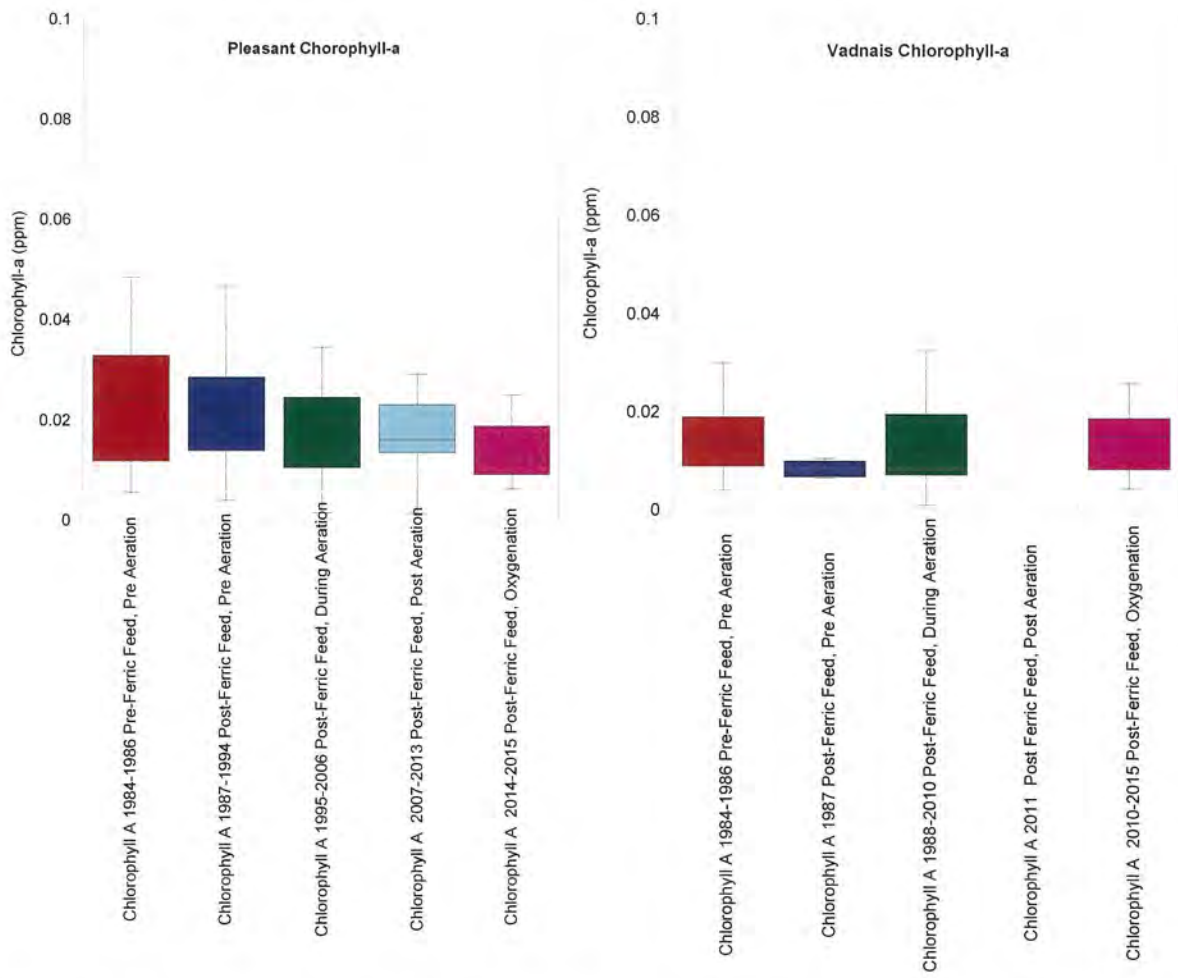 Pleasant Chorophyll-a
0.1
0.08
0.06
0.04
0.02
0
Chlorophyll-a (ppm)
Chlorophyll A 1984-1986 Pre-Ferric Feed, Pre Aeration
Chlorophyll A 1987-1994 Post-Ferric Feed, Pre Aeration
Chlorophyll A 1995-2006 Post-Ferric Feed, During Aeration
Chlorophyll A 2007-2013 Post-Ferric Feed, Post Aeration
Chlorophyll A 2014-2015 Post-Ferric Feed, Oxygenation
Vadnais Chlorophyll-a
0.1
0.08
0.06
0.04
0.02
0
Chlorophyll-a (ppm)
Chlorophyll A 1984-1986 Pre-Ferric Feed, Pre Aeration
Chlorophyll A 1987 Post-Ferric Feed, Pre Aeration
Chlorophyll A 1988-2010 Post-Ferric Feed, During Aeration
Chlorophyll A 2011 Post Ferric Feed, Post Aeration
Chlorophyll A 2010-2015 Post-Ferric Feed, Oxygenation